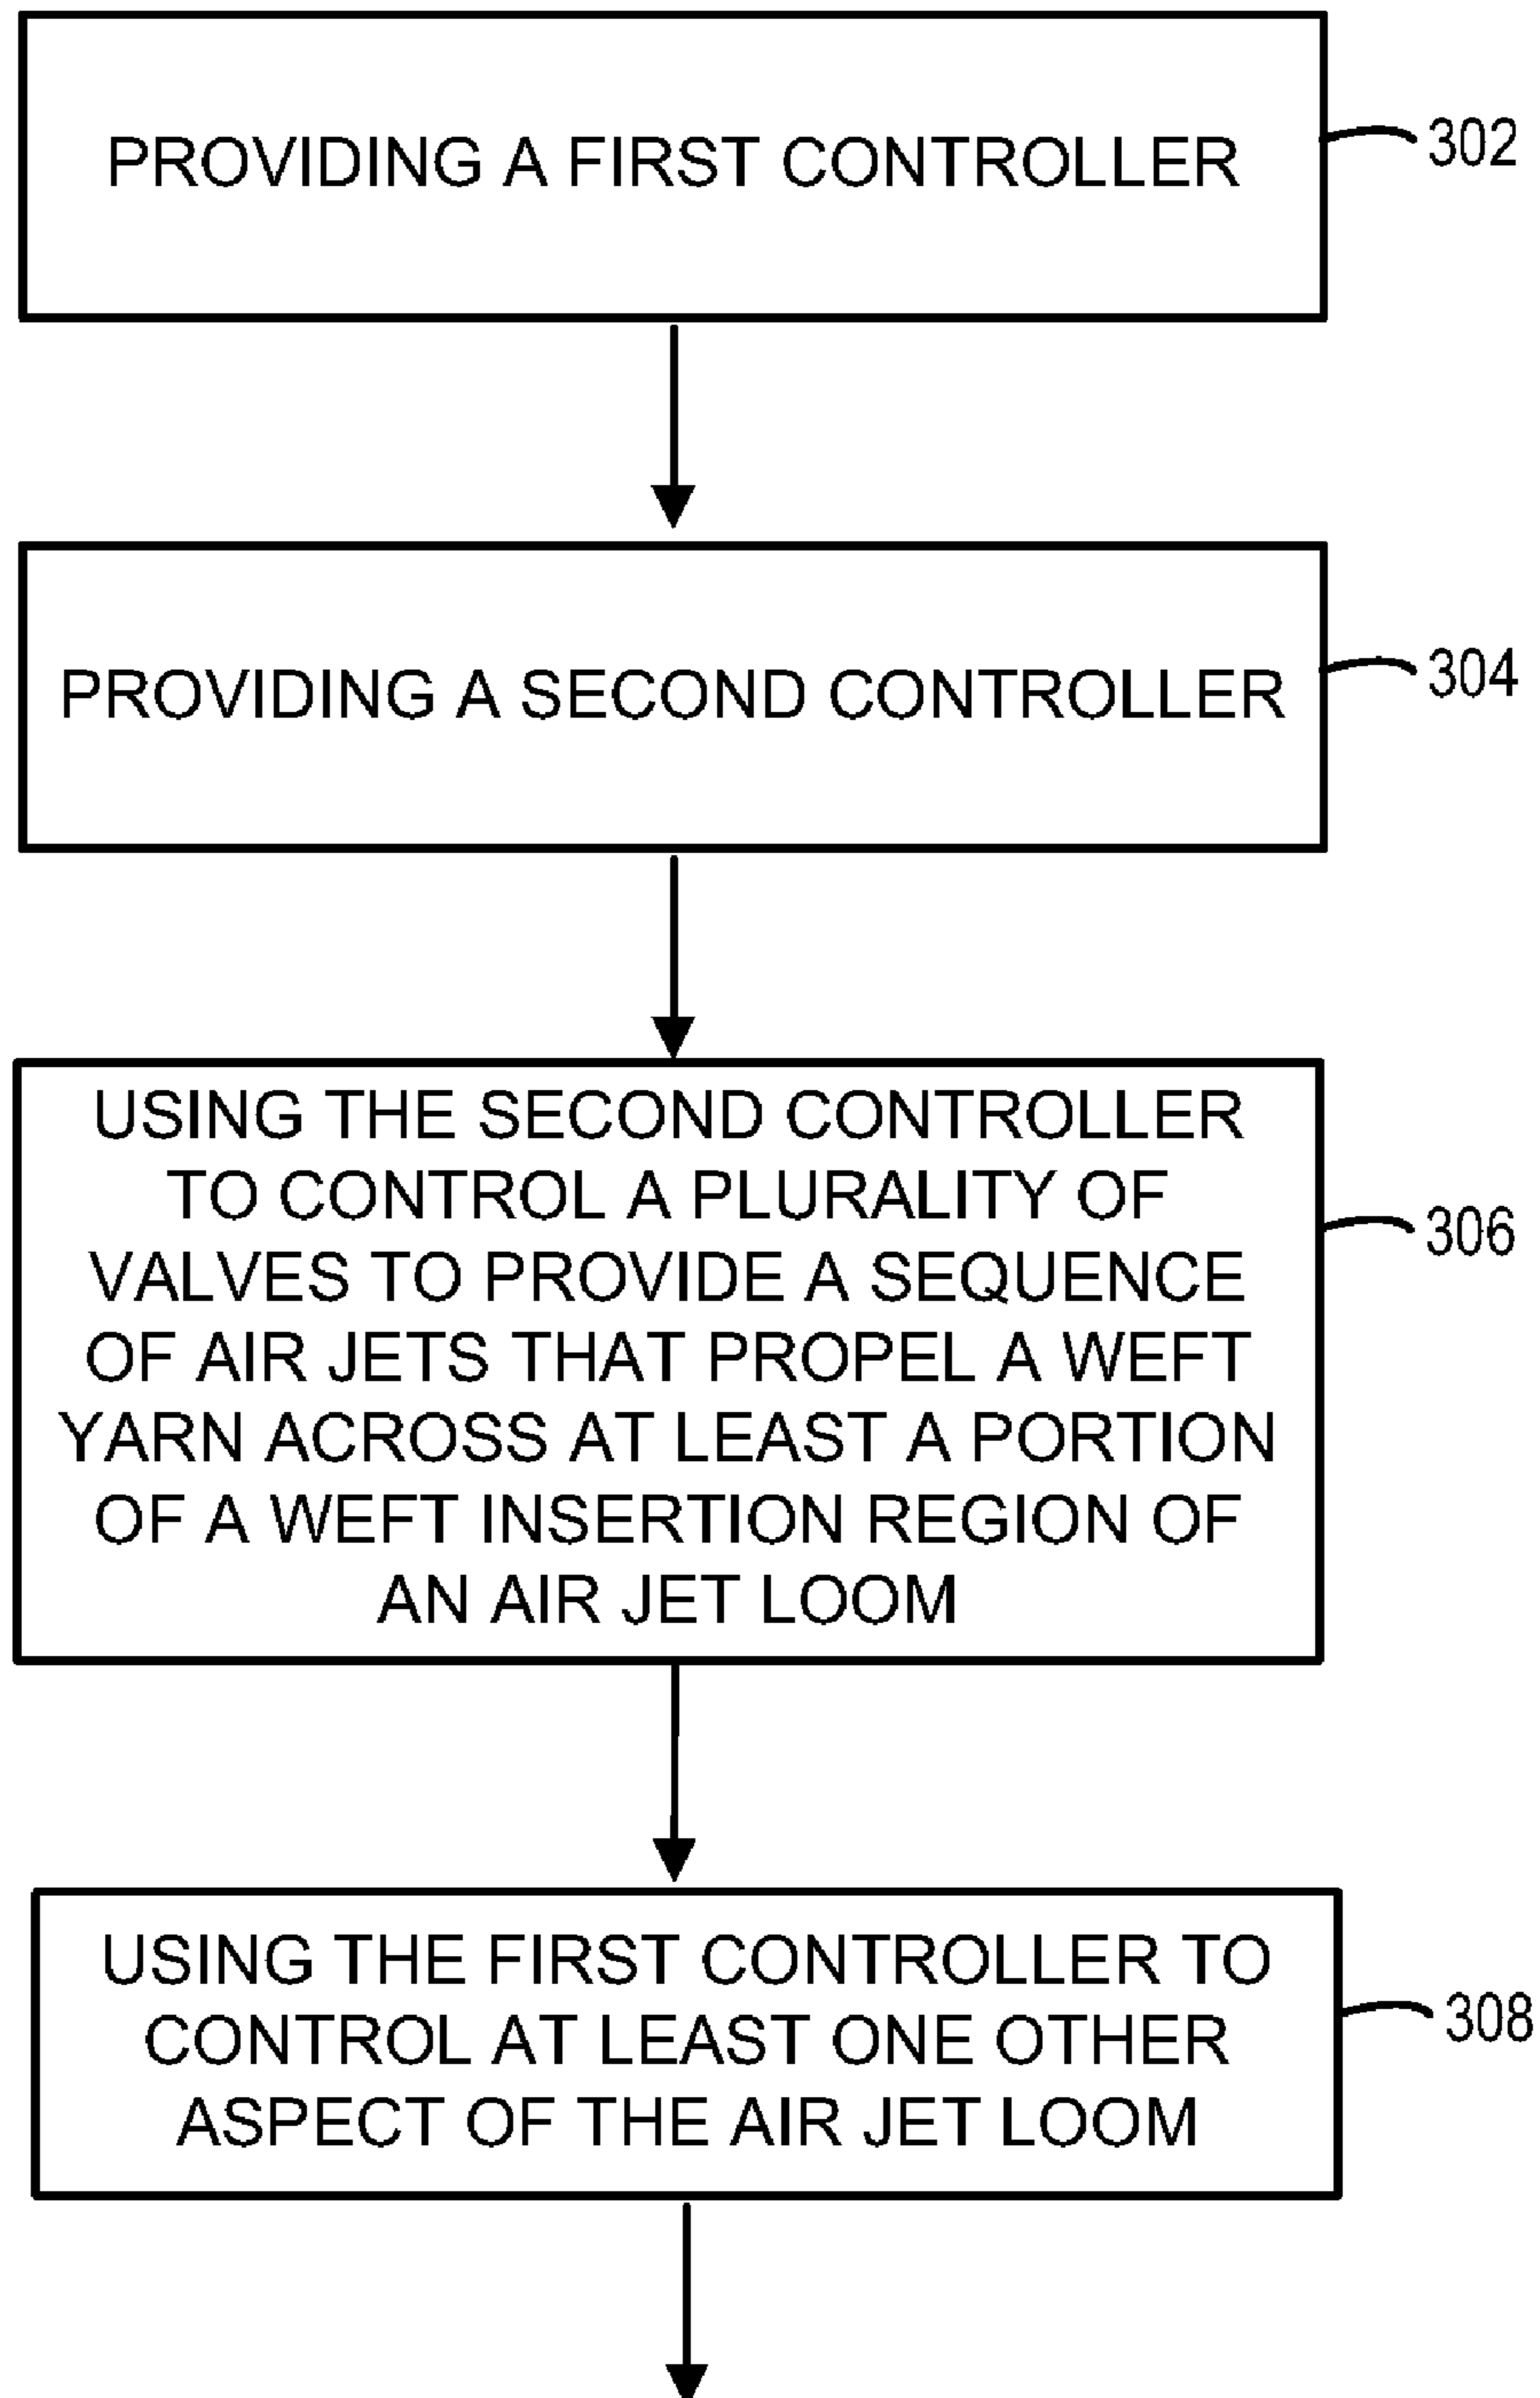 PROVIDING A FIRST CONTROLLER
302
PROVIDING A SECOND CONTROLLER
304
USING THE SECOND CONTROLLER
TO CONTROL A PLURALITY OF
VALVES TO PROVIDE A SEQUENCE
OF AIR JETS THAT PROPEL A WEFT
YARN ACROSS AT LEAST A PORTION
OF A WEFT INSERTION REGION OF
AN AIR JET LOOM
306
USING THE FIRST CONTROLLER TO
CONTROL AT LEAST ONE OTHER
ASPECT OF THE AIR JET LOOM
308